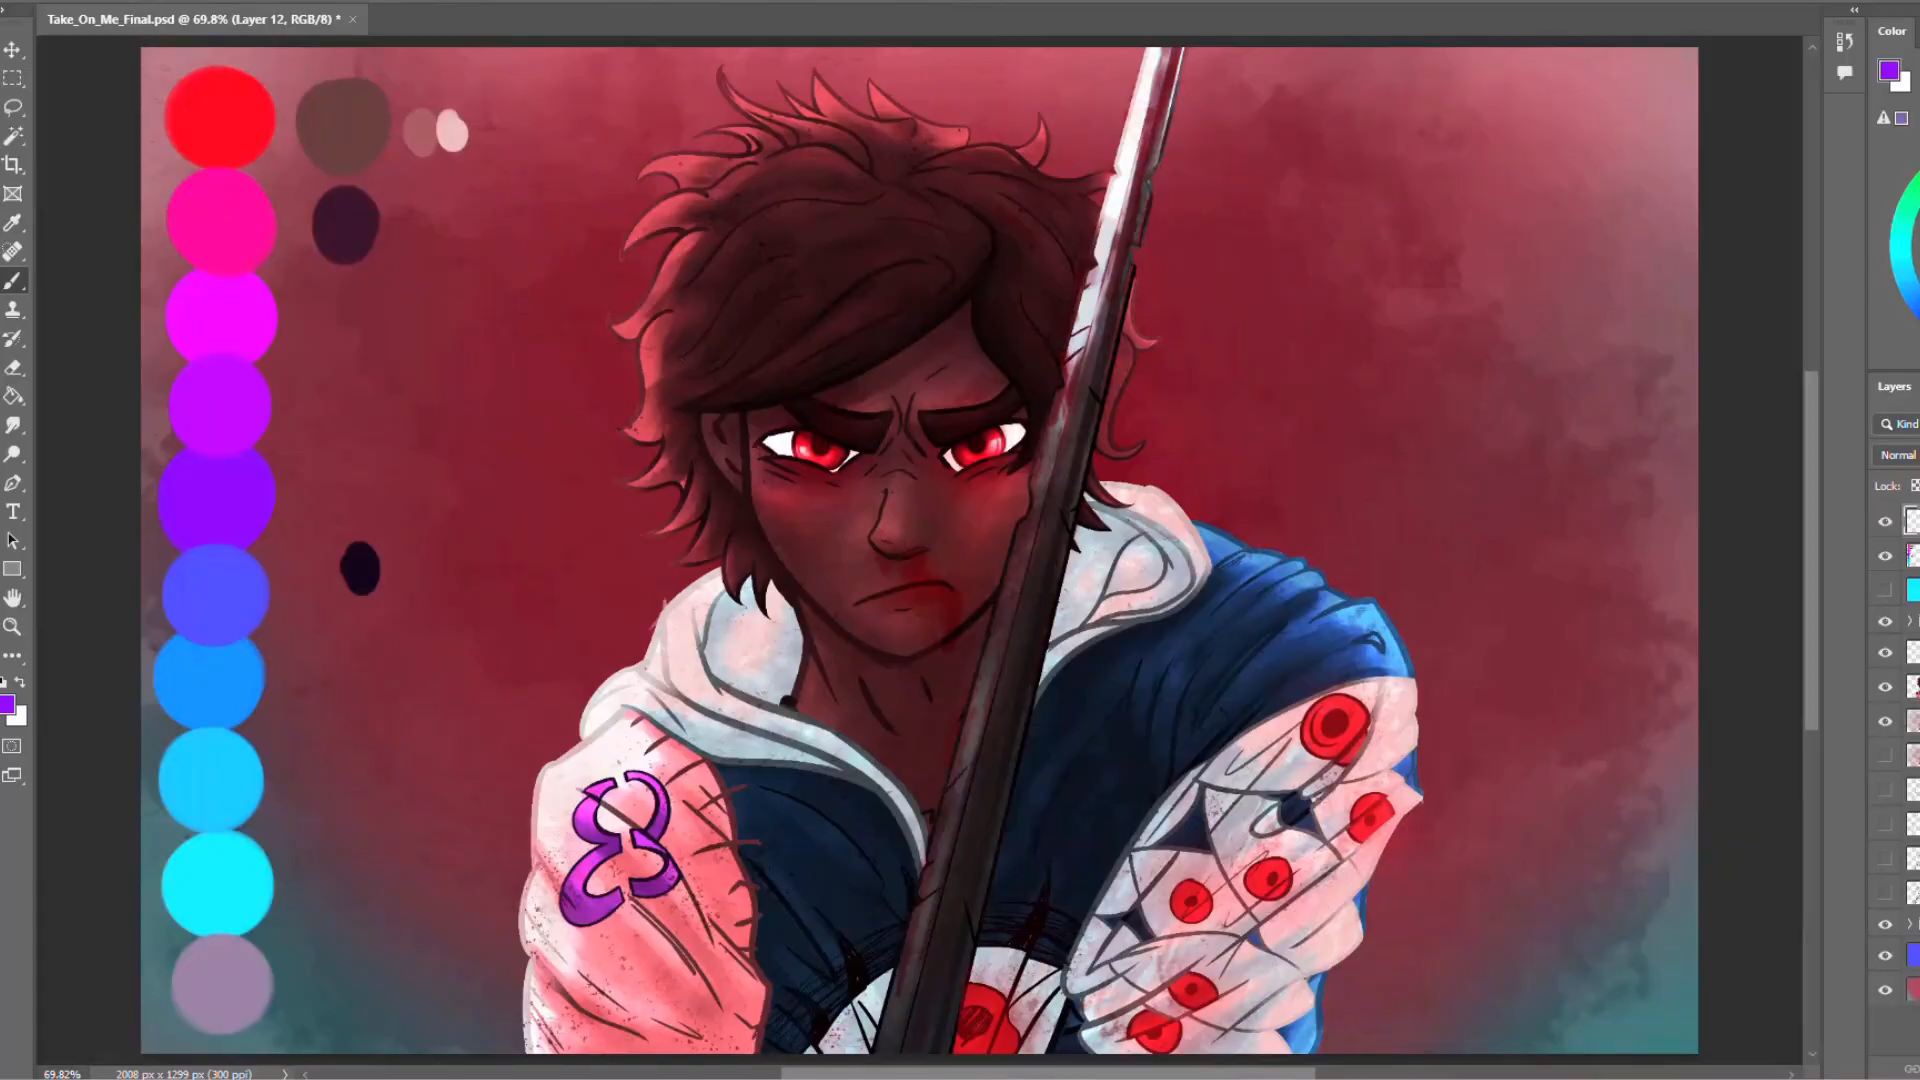 Take_On_Me_Final.psd @ 69.8% (Layer 12, RGB/8) *
Color
Layers
Kind
Normal
Lock:
69.82%
2008 px x 1299 px (300 ppi)